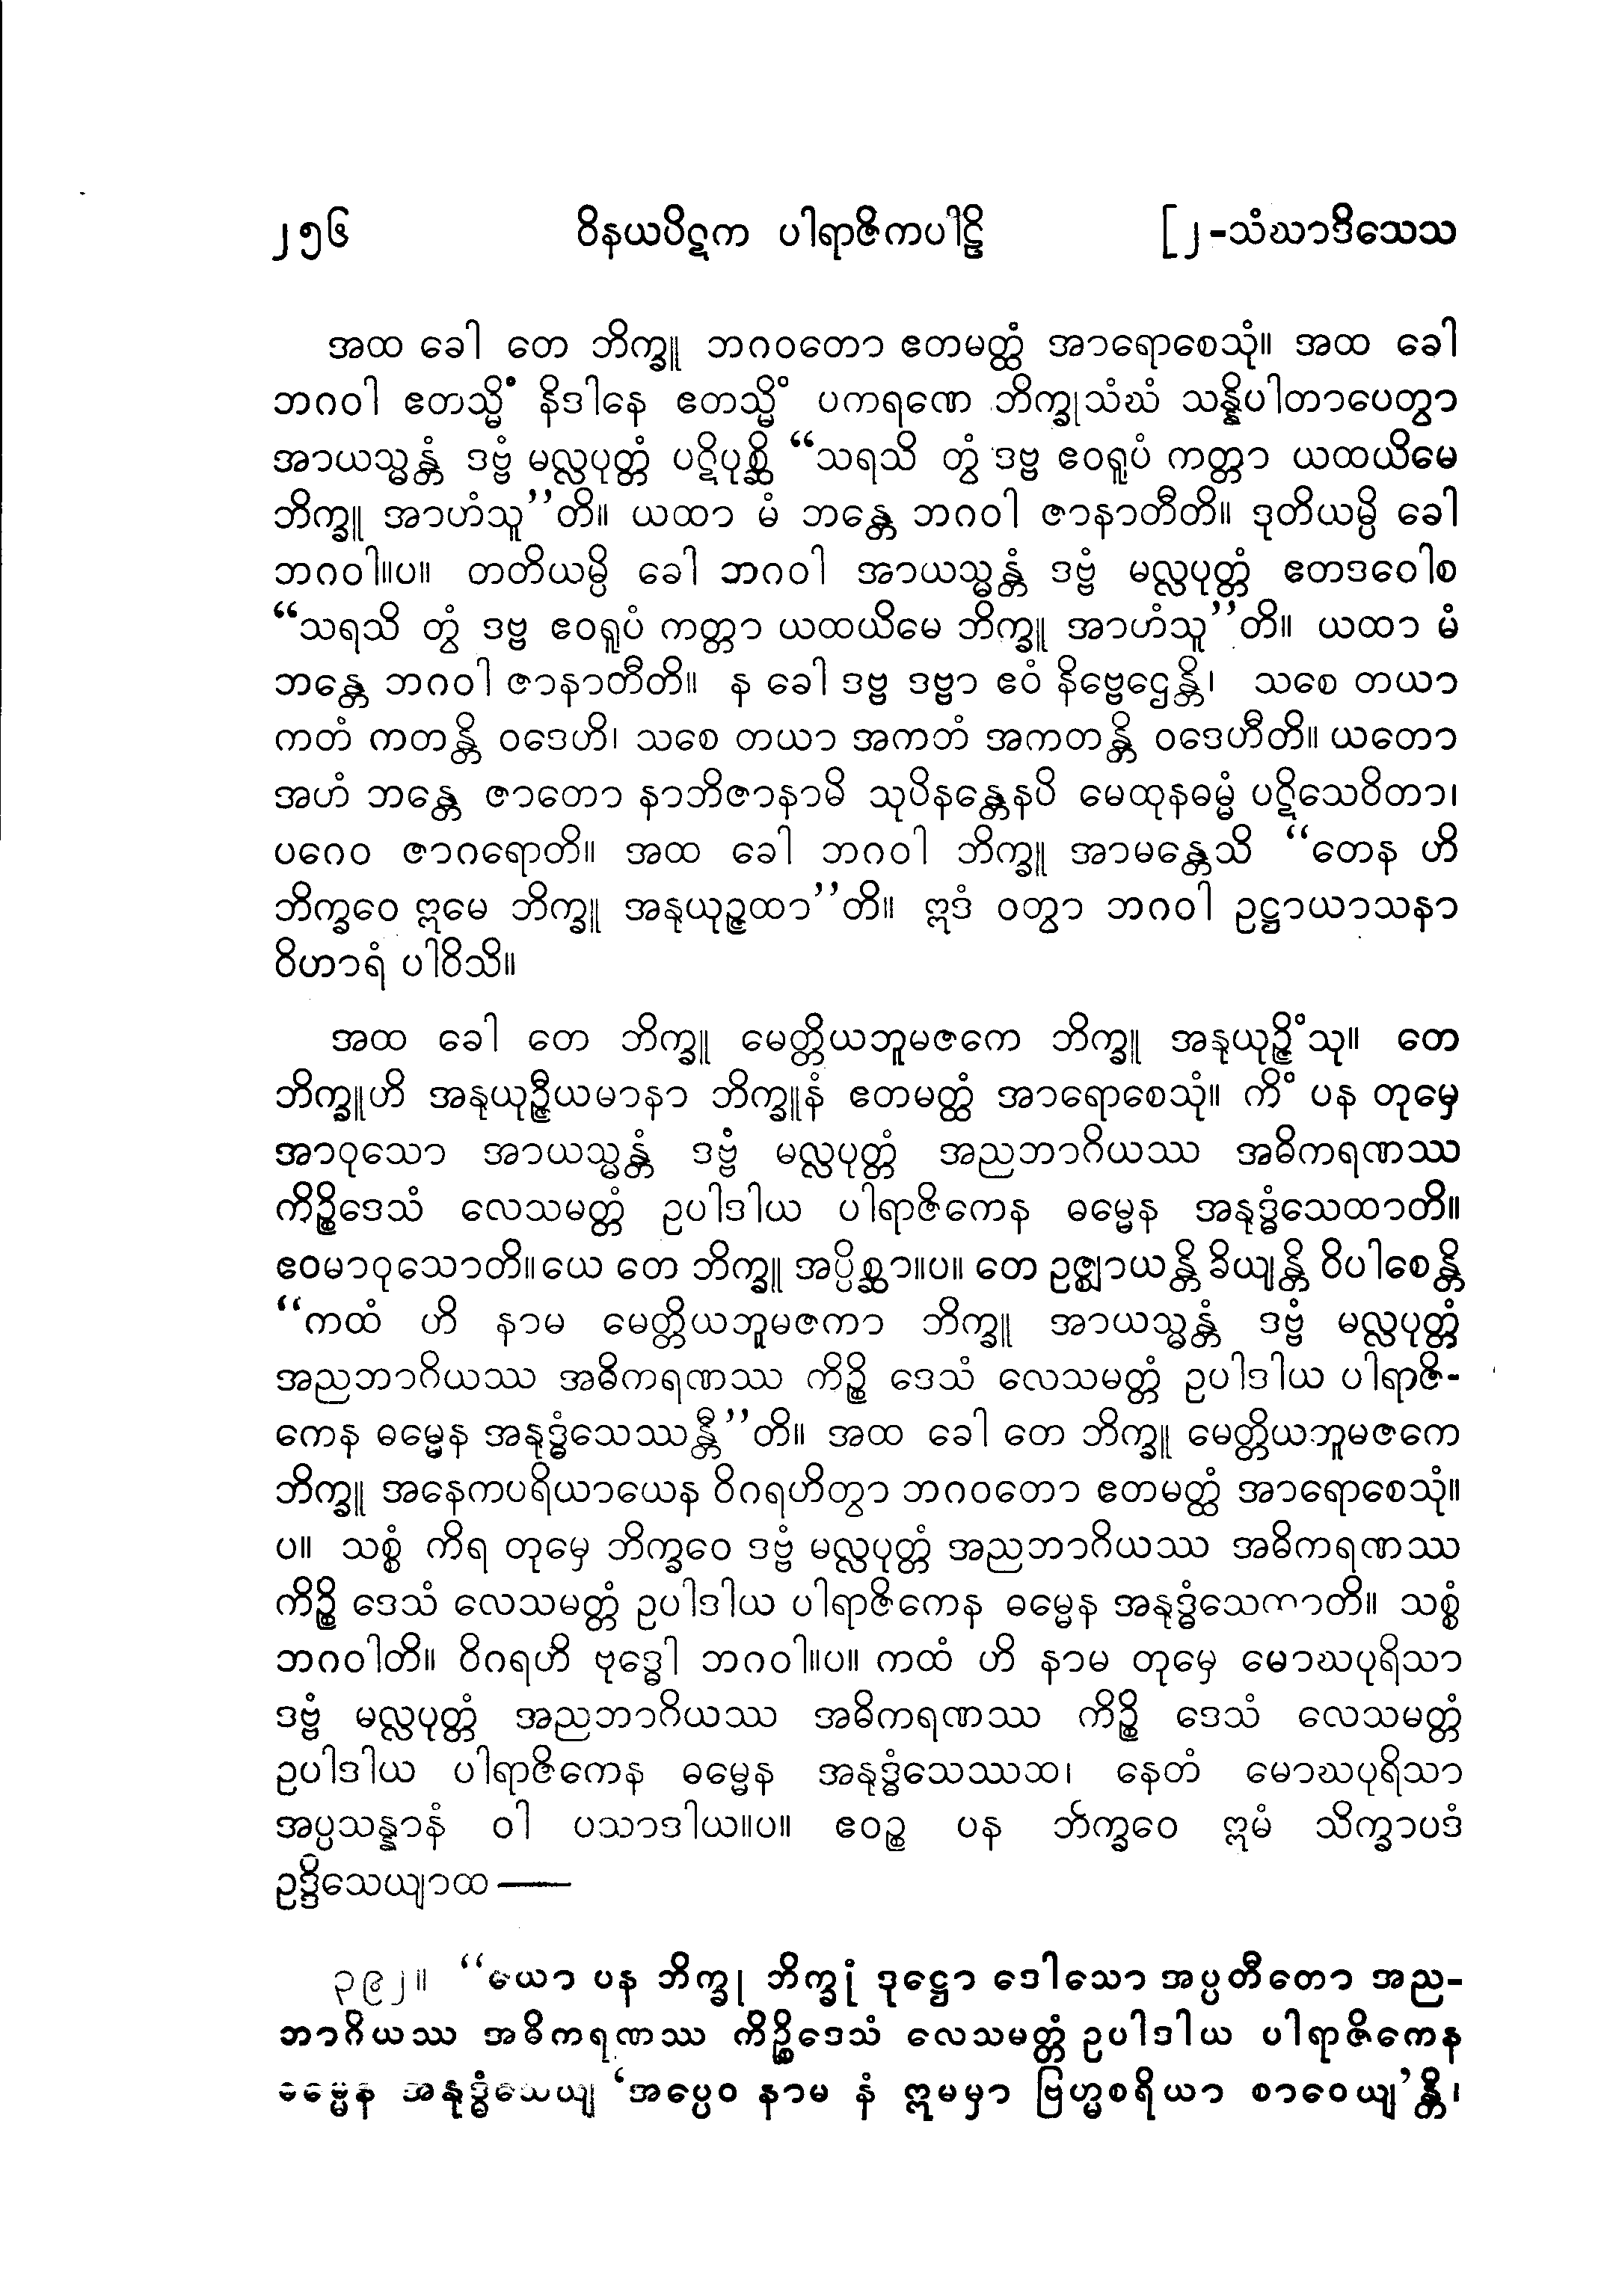 ၂၅၆ ဝိနယပိဋက ပါရာဇိကပါဠိ [၂-သံဃာဒိသေသ
အထ ခေါ တေ ဘိက္ခူ ဘဂဝတော ဧတမတ္ထံ အာရောစေသုံ။ အထ ခေါ
ဘဂဝါ ဧတသ္မိံ နိဒါနေ ဧတသ္မိံ ပကရဏေ ဘိက္ခုသံဃံ သန္နိပါတာပေတွာ
အာယသ္မန္တံ ဒဗ္ဗံ မလ္လပုတ္တံ ပဋိပုစ္ဆိ “သရသိ တွံ ဒဗ္ဗ ဧဝရူပံ ကတ္တာ ယထယိမေ
ဘိက္ခူ အာဟံသူ”တိ။ ယထာ မံ ဘန္တေ ဘဂဝါ ဇာနာတီတိ။ ဒုတိယမ္ပိ ခေါ
ဘဂဝါ။ပ။ တတိယမ္ပိ ခေါ ဘဂဝါ အာယသ္မန္တံ ဒဗ္ဗံ မလ္လပုတ္တံ ဧတဒဝေါစ
“သရသိ တွံ ဒဗ္ဗ ဧဝရူပံ ကတ္တာ ယထယိမေ ဘိက္ခူ အာဟံသူ”တိ။ ယထာ မံ
ဘန္တေ ဘဂဝါ ဇာနာတီတိ။ န ခေါ ဒဗ္ဗ ဒဗ္ဗာ ဧဝံ နိဗ္ဗေဌေန္တိ၊ သစေ တယာ
ကတံ ကတန္တိ ဝဒေဟိ၊ သစေ တယာ အကတံ အကတန္တိ ဝဒေဟီတိ။ ယတော
အဟံ ဘန္တေ ဇာတော နာဘိဇာနာမိ သုပိနန္တေနပိ မေထုနဓမ္မံ ပဋိသေဝိတာ၊
ပဂေဝ ဇာဂရောတိ။ အထ ခေါ ဘဂဝါ ဘိက္ခူ အာမန္တေသိ “တေန ဟိ
ဘိက္ခဝေ ဣမေ ဘိက္ခူ အနုယုဉ္ဇထာ”တိ။ ဣဒံ ဝတွာ ဘဂဝါ ဥဋ္ဌာယာသနာ
ဝိဟာရံ ပါဝိသိ။
အထ ခေါ တေ ဘိက္ခူ မေတ္တိယဘူမဇကေ ဘိက္ခူ အနုယုဉ္ဇိံသု။ တေ
ဘိက္ခူဟိ အနုယုဉ္ဇီယမာနာ ဘိက္ခူနံ ဧတမတ္ထံ အာရောစေသုံ။ ကိံ ပန တုမှေ
အာဝုသော အာယသ္မန္တံ ဒဗ္ဗံ မလ္လပုတ္တံ အညဘာဂိယဿ အဓိကရဏဿ
ကိဉ္စိဒေသံ လေသမတ္တံ ဥပါဒါယ ပါရာဇိကေန ဓမ္မေန အနုဒ္ဓံသေထာတိ။
ဧဝမာဝုသောတိ။ယေ တေ ဘိက္ခူ အပ္ပိစ္ဆာ။ပ။ တေ ဥဇ္ဈာယန္တိ ခိယျန္တိ ဝိပါစေန္တိ
“ကထံ ဟိ နာမ မေတ္တိယဘူမဇကာ ဘိက္ခူ အာယသ္မန္တံ ဒဗ္ဗံ မလ္လပုတ္တံ
အညဘာဂိယဿ အဓိကရဏဿ ကိဉ္စိ ဒေသံ လေသမတ္တံ ဥပါဒါယ ပါရာဇိ-
ကေန ဓမ္မေန အနုဒ္ဓံသေဿန္တီ”တိ။ အထ ခေါ တေ ဘိက္ခူ မေတ္တိယဘူမဇကေ
ဘိက္ခူ အနေကပရိယာယေန ဝိဂရဟိတွာ ဘဂဝတော ဧတမတ္ထံ အာရောစေသုံ။
ပ။ သစ္စံ ကိရ တုမှေ ဘိက္ခဝေ ဒဗ္ဗံ မလ္လပုတ္တံ အညဘာဂိယဿ အဓိကရဏဿ
ကိဉ္စိ ဒေသံ လေသမတ္တံ ဥပါဒါယ ပါရာဇိကေန ဓမ္မေန အနုဒ္ဓံသေထာတိ။ သစ္စံ
ဘဂဝါတိ။ ဝိဂရဟိ ဗုဒ္ဓေါ ဘဂဝါ။ပ။ ကထံ ဟိ နာမ တုမှေ မောဃပုရိသာ
ဒဗ္ဗံ မလ္လပုတ္တံ အညဘာဂိယဿ အဓိကရဏဿ ကိဉ္စိ ဒေသံ လေသမတ္တံ
ဥပါဒါယ ပါရာဇိကေန ဓမ္မေန အနုဒ္ဓံသေဿထ၊ နေတံ မောဃပုရိသာ
အပ္ပသန္နာနံ ဝါ ပသာဒါယ။ပ။ ဧဝဉ္စ ပန ဘိက္ခဝေ ဣမံ သိက္ခာပဒံ
ဥဒ္ဒိသေယျာထ——
၃၉၂။ “ယော ပန ဘိက္ခု ဘိက္ခုံ ဒုဋ္ဌော ဒေါသော အပ္ပတီတော အည-
ဘာဂိယဿ အဓိကရဏဿ ကိဉ္စိဒေသံ လေသမတ္တံ ဥပါဒါယ ပါရာဇိကေန
ဓမ္မေန အနုဒ္ဓံသေယျ ‘အပ္ပေဝ နာမ နံ ဣမမှာ ဗြဟ္မစရိယာ စာဝေယျ’န္တိ၊